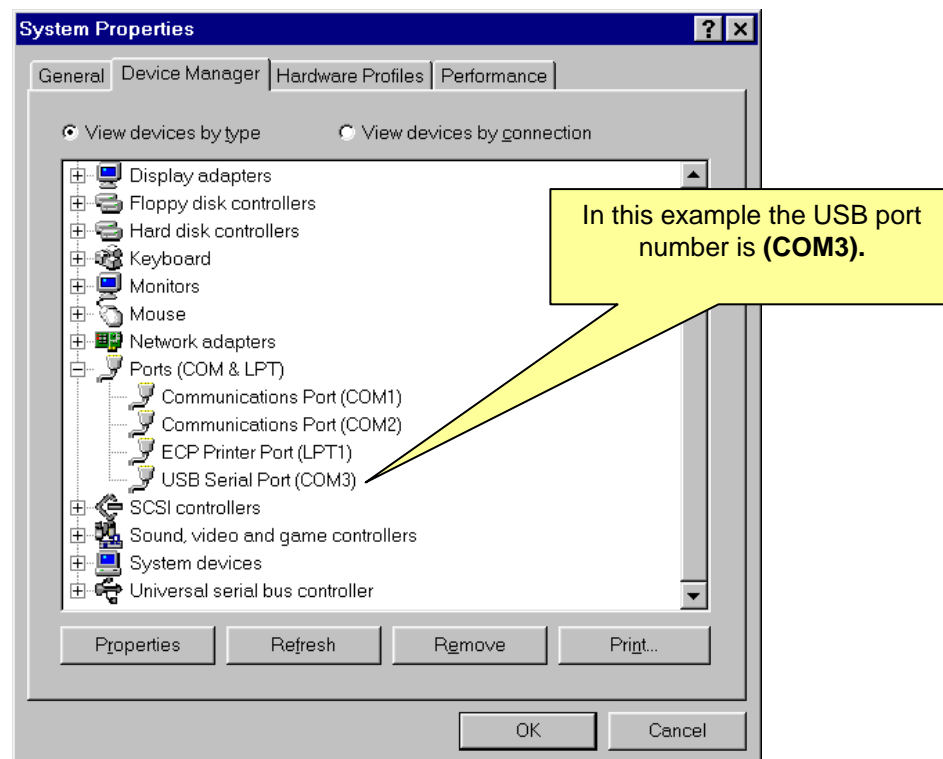 System Properties
General Device Manager Hardware Profiles Performance
View devices by type View devices by connection
Display adapters
Floppy disk controllers
Hard disk controllers
Keyboard
Monitors
Mouse
Network adapters
Ports (COM & LPT)
Communications Port (COM1)
Communications Port (COM2)
ECP Printer Port (LPT1)
USB Serial Port (COM3)
SCSI controllers
Sound, video and game controllers
System devices
Universal serial bus controller
In this example the USB port
number is (COM3).
Properties Refresh Remove Print...
OK Cancel